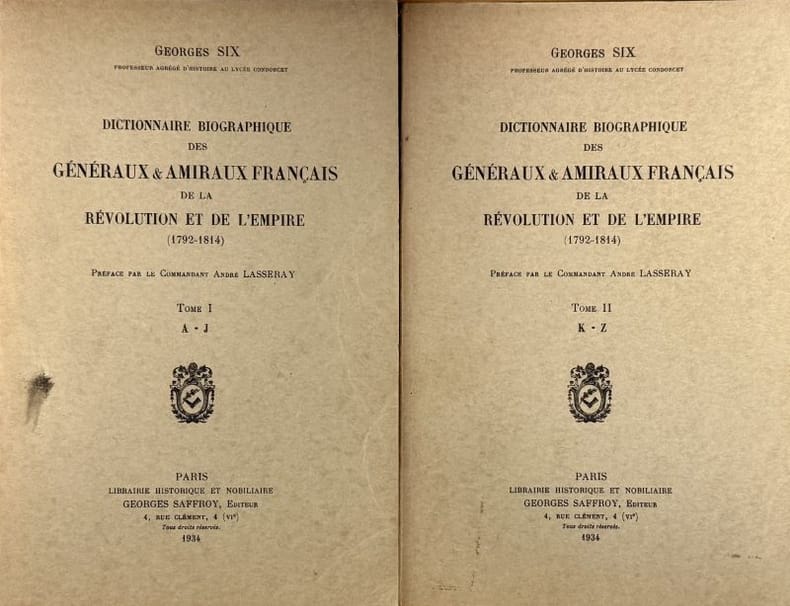 GEORGES SIX
PROFESSEUR AGRÉGÉ D'HISTOIRE AU LYCÉE CONDORCET
DICTIONNAIRE BIOGRAPHIQUE
DES
GÉNÉRAUX & AMIRAUX FRANÇAIS
DE LA
RÉVOLUTION ET DE L'EMPIRE
(1792-1814)
PRÉFACE PAR LE COMMANDANT ANDRÉ LASSERAY
TOME I
A - J
PARIS
LIBRAIRIE HISTORIQUE ET NOBILIAIRE
GEORGES SAFFROY, EDITEUR
4, RUE CLÉMENT, 4 (VIe)
Tous droits réservés.
1934
GEORGES SIX
PROFESSEUR AGRÉGÉ D'HISTOIRE AU LYCÉE CONDORCET
DICTIONNAIRE BIOGRAPHIQUE
DES
GÉNÉRAUX & AMIRAUX FRANÇAIS
DE LA
RÉVOLUTION ET DE L'EMPIRE
(1792-1814)
PRÉFACE PAR LE COMMANDANT ANDRÉ LASSERAY
TOME II
K - Z
PARIS
LIBRAIRIE HISTORIQUE ET NOBILIAIRE
GEORGES SAFFROY, EDITEUR
4, RUE CLÉMENT, 4 (VIe)
Tous droits réservés.
1934